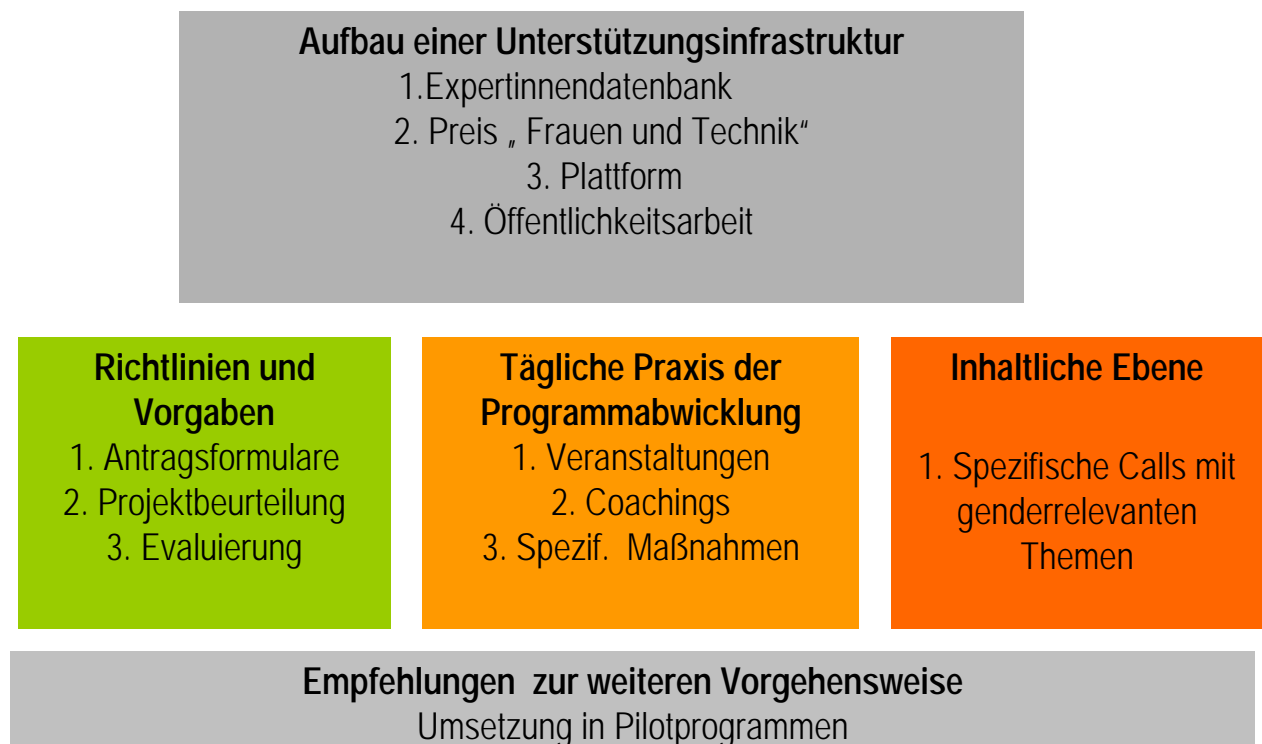 Aufbau einer Unterstützungsinfrastruktur
1.Expertinnendatenbank
2. Preis „ Frauen und Technik“
3. Plattform
4. Öffentlichkeitsarbeit
Richtlinien und
Vorgaben
1. Antragsformulare
2. Projektbeurteilung
3. Evaluierung
Tägliche Praxis der
Programmabwicklung
1. Veranstaltungen
2. Coachings
3. Spezif. Maßnahmen
Inhaltliche Ebene
1. Spezifische Calls mit
genderrelevanten
Themen
Empfehlungen zur weiteren Vorgehensweise
Umsetzung in Pilotprogrammen